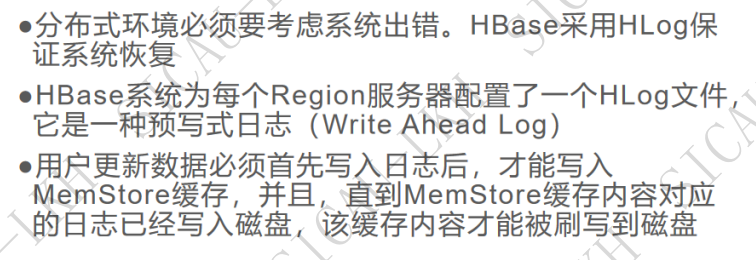 ●分布式环境必须要考虑系统出错。HBase采用HLog保
证系统恢复
●HBase系统为每个Region服务器配置了一个HLog文件，
它是一种预写式日志（Write Ahead Log）
●用户更新数据必须首先写入日志后，才能写入
MemStore缓存，并且，直到MemStore缓存内容对应
的日志已经写入磁盘，该缓存内容才能被刷写到磁盘